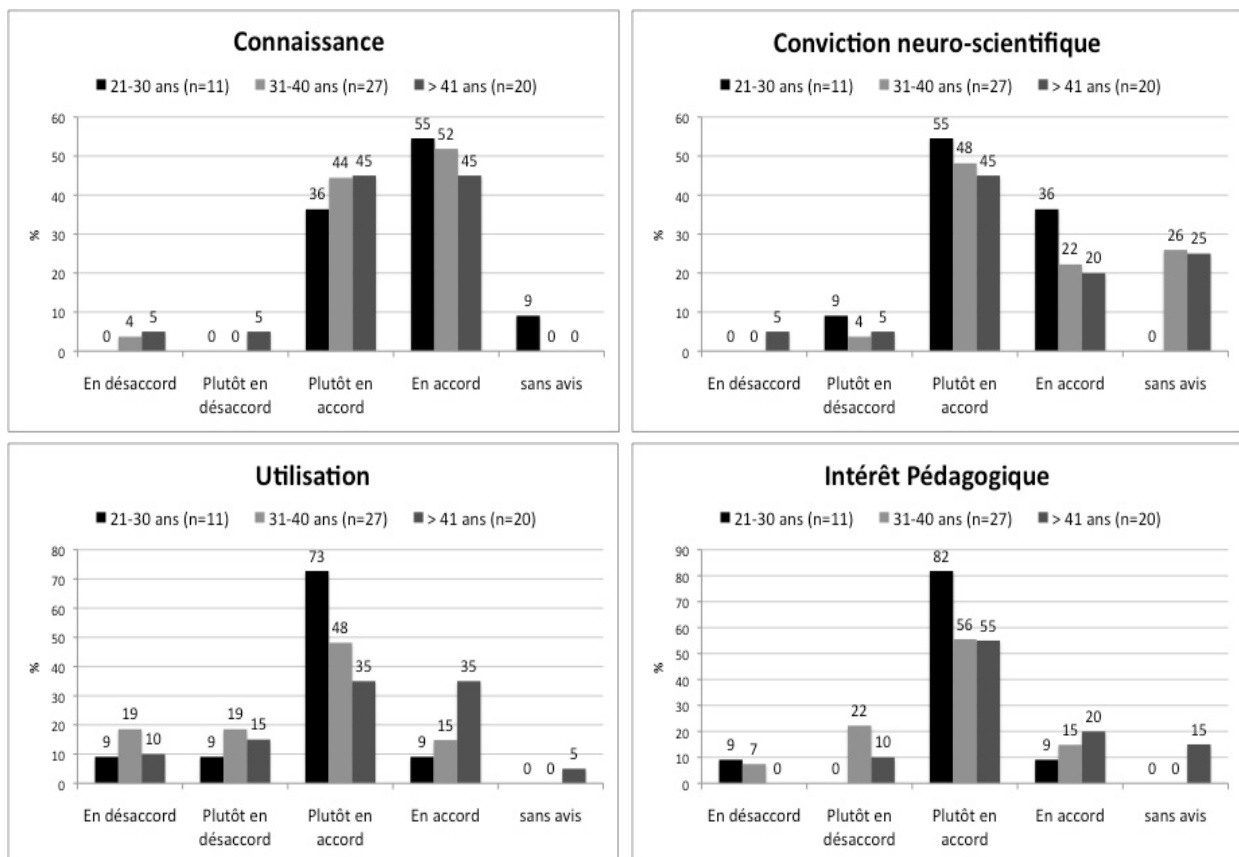 Connaissance
21-30 ans (n=11) 31-40 ans (n=27) > 41 ans (n=20)
60
50
40
30
20
10
0
%
0 4 5
0 0 5
36 44 45
55 52 45
9 0 0
En désaccord Plutôt en désaccord Plutôt en accord En accord sans avis
Conviction neuro-scientifique
21-30 ans (n=11) 31-40 ans (n=27) > 41 ans (n=20)
60
50
40
30
20
10
0
%
0 0 5
9 4 5
55 48 45
36 22 20
0 26 25
En désaccord Plutôt en désaccord Plutôt en accord En accord sans avis
Utilisation
21-30 ans (n=11) 31-40 ans (n=27) > 41 ans (n=20)
80
70
60
50
40
30
20
10
0
%
9 19 10
9 19 15
73 48 35
9 15 35
0 0 5
En désaccord Plutôt en désaccord Plutôt en accord En accord sans avis
Intérêt Pédagogique
21-30 ans (n=11) 31-40 ans (n=27) > 41 ans (n=20)
90
80
70
60
50
40
30
20
10
0
%
9 7 0
0 22 10
82 56 55
9 15 20
0 0 15
En désaccord Plutôt en désaccord Plutôt en accord En accord sans avis